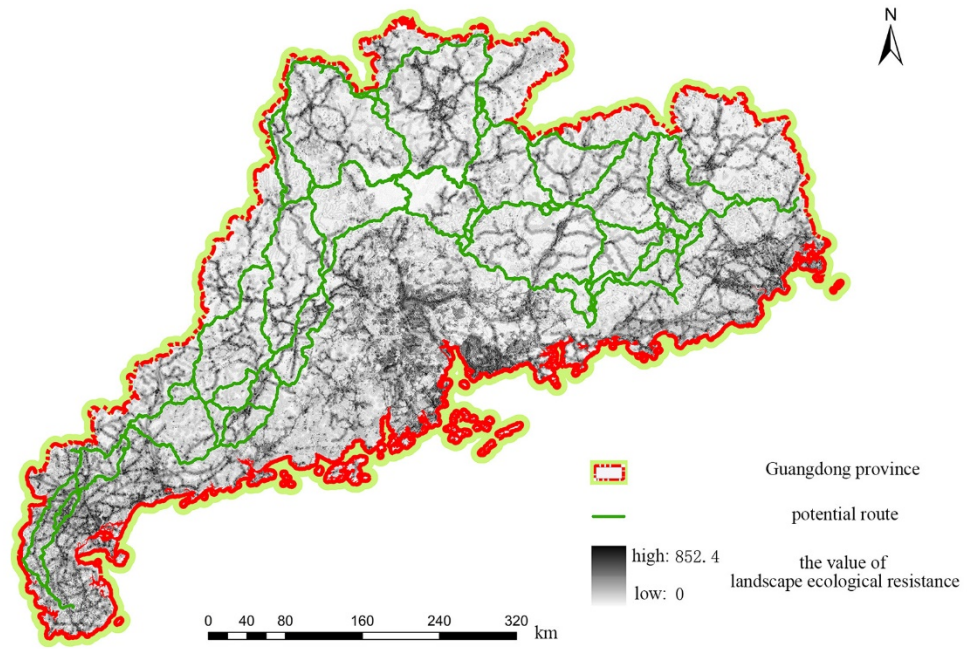 N
Guangdong province
potential route
high: 852.4
low: 0
the value of
landscape ecological resistance
0 20 40 80 160 240 320
km